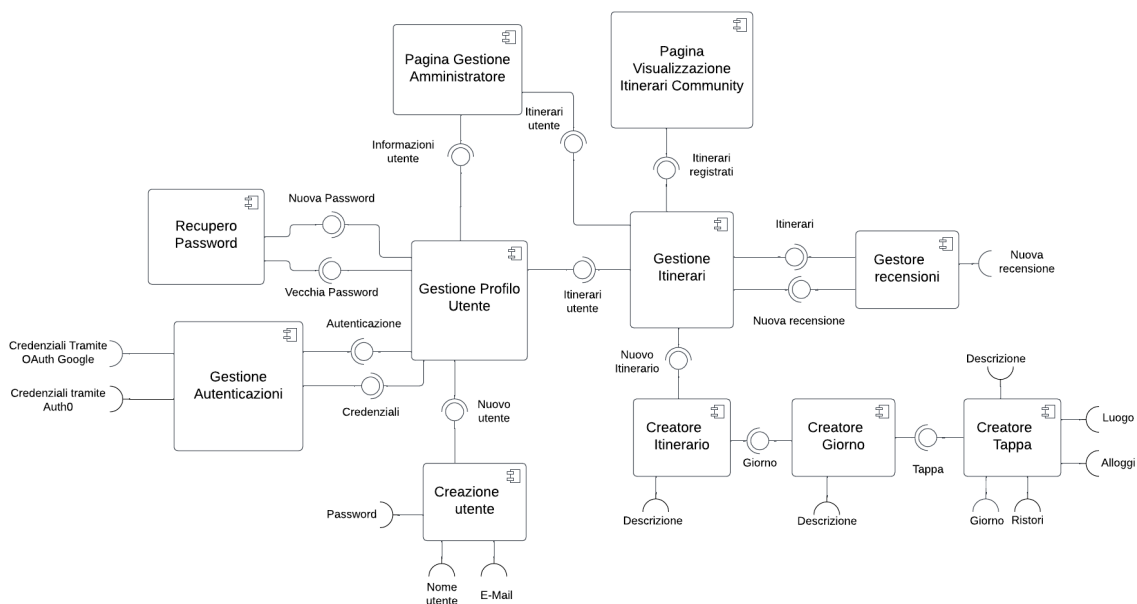 Pagina Gestione
Amministratore
Pagina
Visualizzazione
Itinerari Community
Itinerari
utente
Informazioni
utente
Itinerari
registrati
Recupero
Password
Nuova Password
Vecchia Password
Gestione Profilo
Utente
Itinerari
utente
Gestione
Itinerari
Itinerari
Nuova recensione
Gestore
recensioni
Nuova
recensione
Credenziali Tramite
OAuth Google
Credenziali tramite
Auth0
Gestione
Autenticazioni
Autenticazione
Credenziali
Nuovo
utente
Nuovo
Itinerario
Creatore
Itinerario
Giorno
Descrizione
Creatore
Giorno
Tappa
Descrizione
Descrizione
Creatore
Tappa
Luogo
Alloggi
Giorno
Ristori
Creazione
utente
Password
Nome
utente
E-Mail